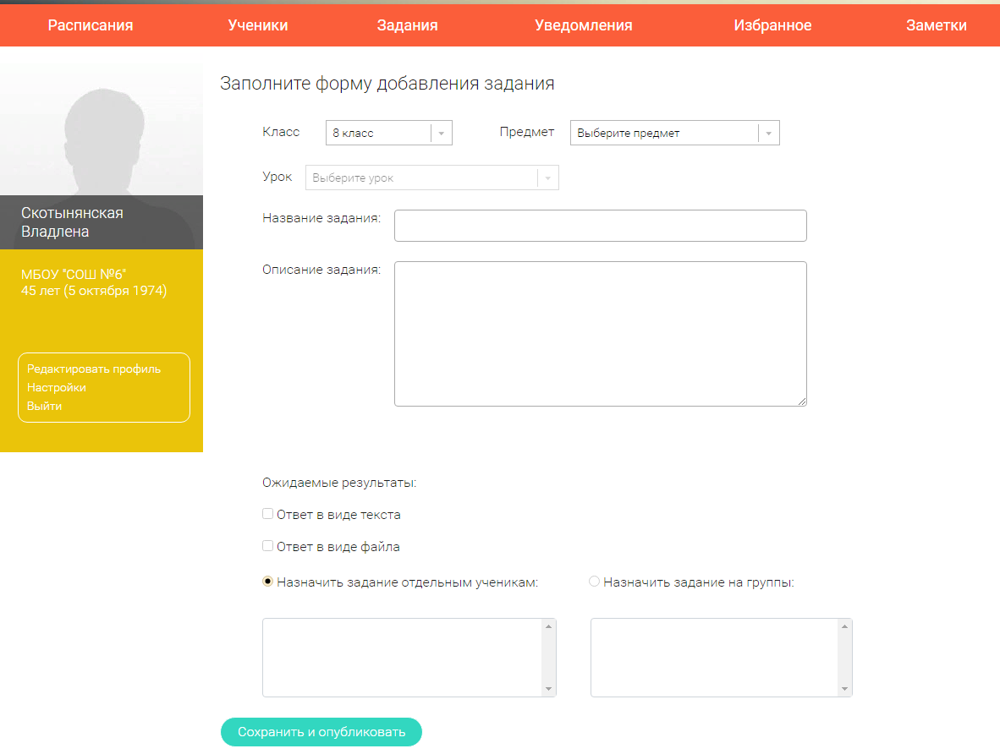 Расписания Ученики Задания Уведомления Избранное Заметки
Заполните форму добавления задания
Класс 8 класс Предмет Выберите предмет
Урок Выберите урок
Название задания:
Описание задания:
Скотынянская
Владлена
МБОУ "СОШ №6"
45 лет (5 октября 1974)
Редактировать профиль
Настройки
Выйти
Ожидаемые результаты:
Ответ в виде текста
Ответ в виде файла
Назначить задание отдельным ученикам: Назначить задание на группы:
Сохранить и опубликовать